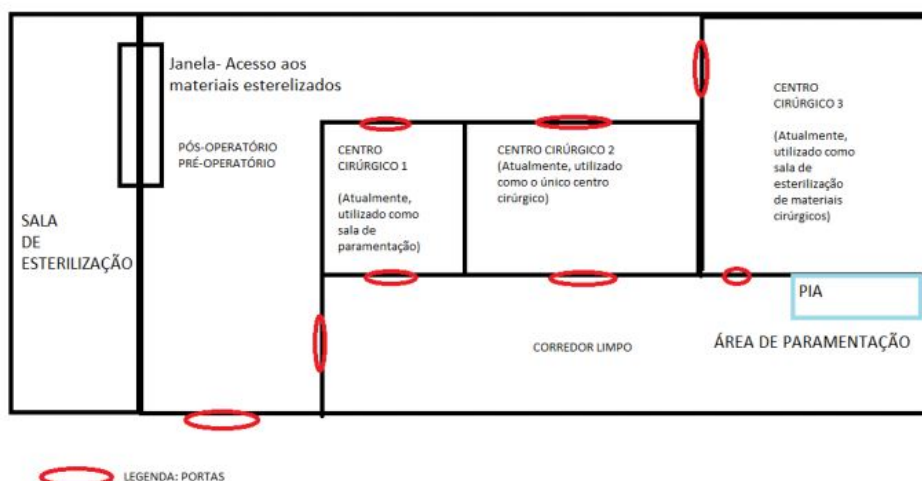 Janela- Acesso aos
materiais esterelizados
PÓS-OPERATÓRIO
PRÉ-OPERATÓRIO
SALA
DE
ESTERILIZAÇÃO
CENTRO
CIRÚRGICO 1
(Atualmente,
utilizado como
sala de
paramentação)
CENTRO CIRÚRGICO 2
(Atualmente, utilizado
como o único centro
cirúrgico)
CENTRO
CIRÚRGICO 3
(Atualmente,
utilizado como
sala de
esterilização
de materiais
cirúrgicos)
PIA
ÁREA DE PARAMENTAÇÃO
CORREDOR LIMPO
LEGENDA: PORTAS